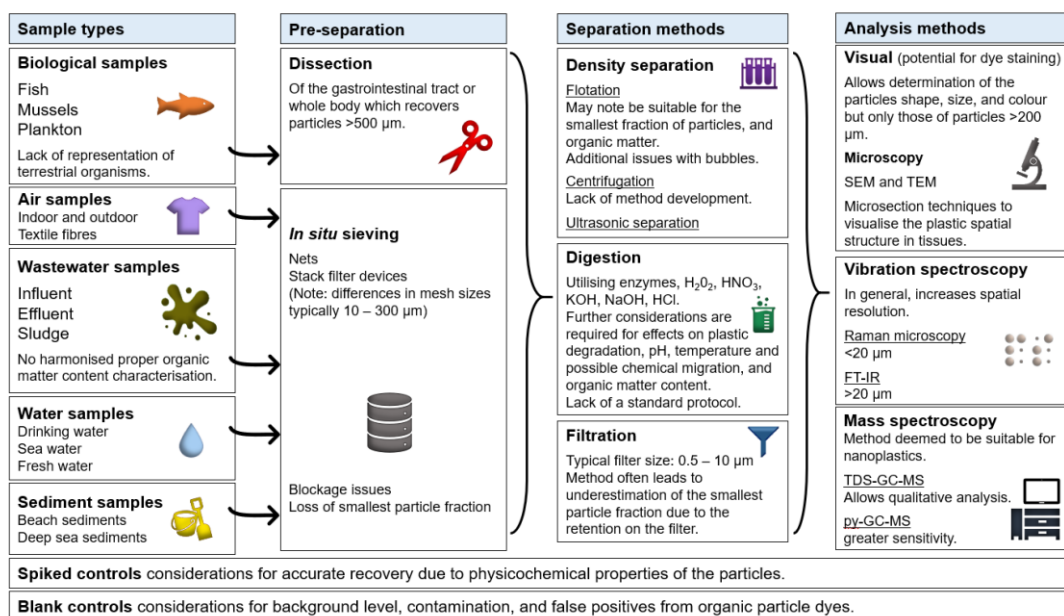 Sample types
Biological samples
Fish
Mussels
Plankton
Lack of representation of
terrestrial organisms.
Air samples
Indoor and outdoor
Textile fibres
Wastewater samples
Influent
Effluent
Sludge
No harmonised proper organic
matter content characterisation.
Water samples
Drinking water
Sea water
Fresh water
Sediment samples
Beach sediments
Deep sea sediments
Pre-separation
Dissection
Of the gastrointestinal tract or
whole body which recovers
particles >500 µm.
In situ sieving
Nets
Stack filter devices
(Note: differences in mesh sizes
typically 10 – 300 µm)
Blockage issues
Loss of smallest particle fraction
Separation methods
Density separation
Flotation
May note be suitable for the
smallest fraction of particles, and
organic matter.
Additional issues with bubbles.
Centrifugation
Lack of method development.
Ultrasonic separation
Digestion
Utilising enzymes, H₂0₂, HNO₃,
KOH, NaOH, HCl.
Further considerations are
required for effects on plastic
degradation, pH, temperature and
possible chemical migration, and
organic matter content.
Lack of a standard protocol.
Filtration
Typical filter size: 0.5 – 10 µm
Method often leads to
underestimation of the smallest
particle fraction due to the
retention on the filter.
Analysis methods
Visual (potential for dye staining)
Allows determination of the
particles shape, size, and colour
but only those of particles >200
µm.
Microscopy
SEM and TEM
Microsection techniques to
visualise the plastic spatial
structure in tissues.
Vibration spectroscopy
In general, increases spatial
resolution.
Raman microscopy
<20 µm
FT-IR
>20 µm
Mass spectroscopy
Method deemed to be suitable for
nanoplastics.
TDS-GC-MS
Allows qualitative analysis.
py-GC-MS
greater sensitivity.
Spiked controls considerations for accurate recovery due to physicochemical properties of the particles.
Blank controls considerations for background level, contamination, and false positives from organic particle dyes.